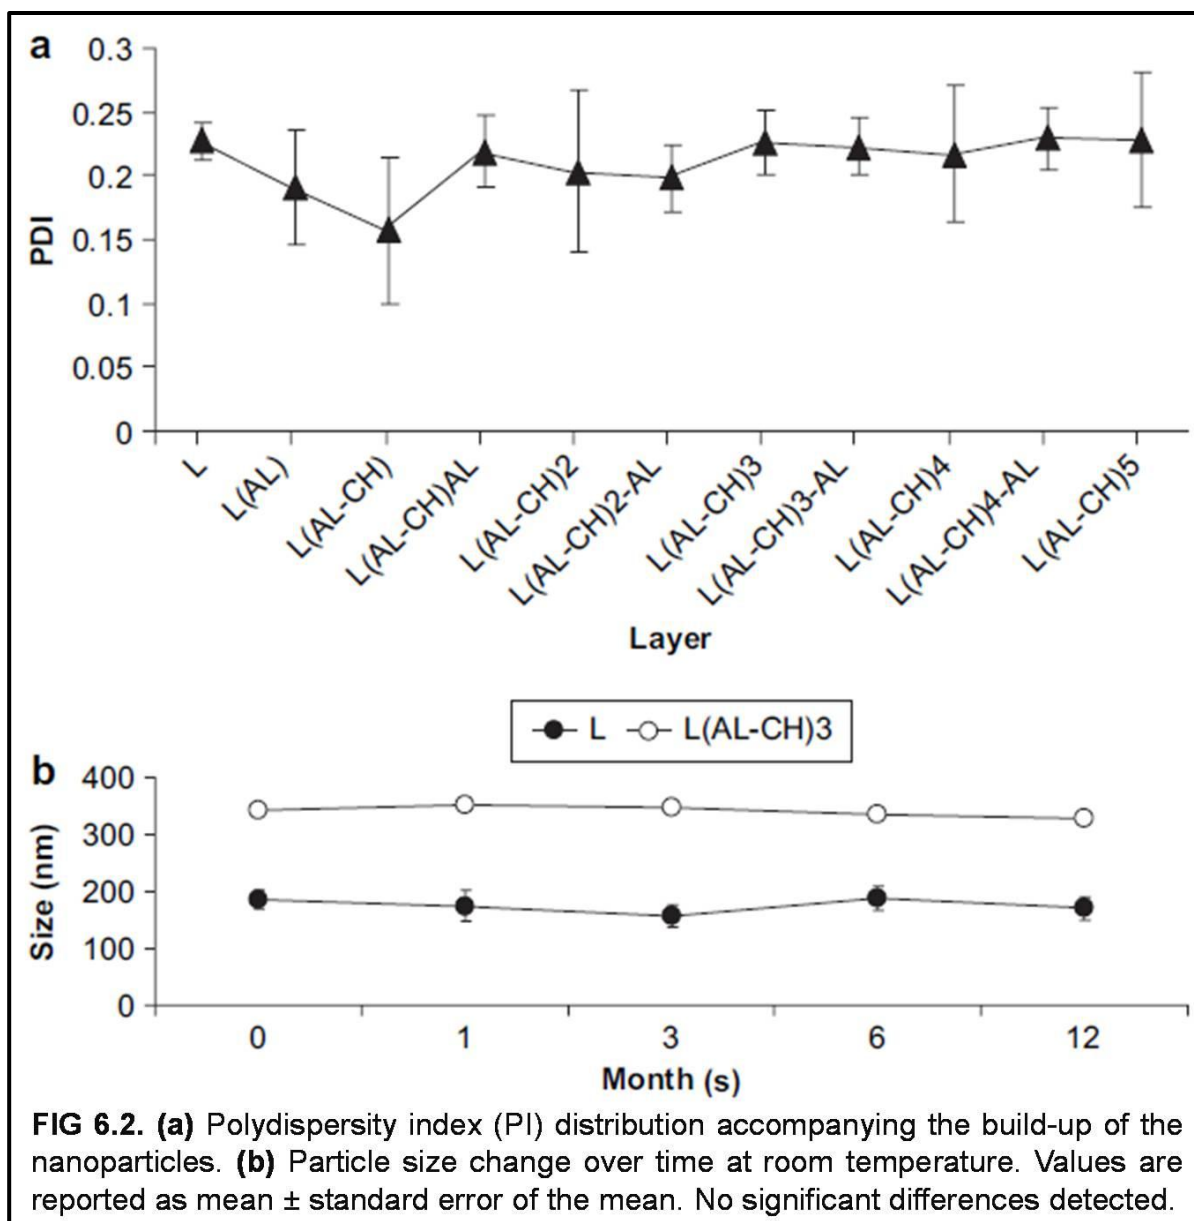 a
0.3
0.25
0.2
0.15
0.1
0.05
0
PDI
L
L(AL)
L(AL-CH)
L(AL-CH)AL
L(AL-CH)2
L(AL-CH)2-AL
L(AL-CH)3
L(AL-CH)3-AL
L(AL-CH)4
L(AL-CH)4-AL
L(AL-CH)5
Layer
L L(AL-CH)3
b
400
300
200
100
0
Size (nm)
0 1 3 6 12
Month (s)
FIG 6.2. (a) Polydispersity index (PI) distribution accompanying the build-up of the
nanoparticles. (b) Particle size change over time at room temperature. Values are
reported as mean ± standard error of the mean. No significant differences detected.